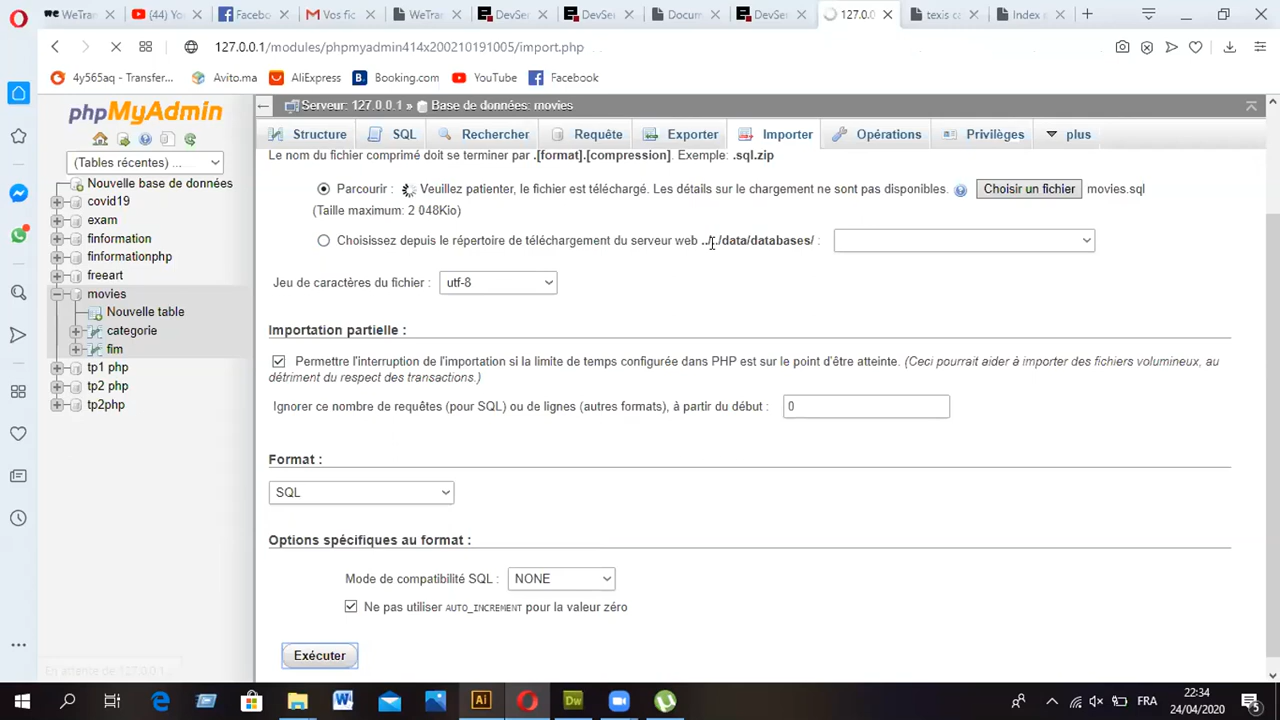 WeTra
(44) Yo
Facebo
M Vos fic
WeTran
DevSer
DevSe
Docum
DevSe
127.0.
texis c
Index o
127.0.0.1/modules/phpmyadmin414x200210191005/import.php
4y565aq - Transfer...
Avito.ma
AliExpress
Booking.com
YouTube
Facebook
phpMyAdmin
(Tables récentes) ...
Nouvelle base de données
covid19
exam
finformation
finformationphp
freeart
movies
Nouvelle table
categorie
fim
tp1 php
tp2 php
tp2php
Serveur: 127.0.0.1 » Base de données: movies
Structure
SQL
Rechercher
Requête
Exporter
Importer
Opérations
Privilèges
plus
Le nom du fichier comprimé doit se terminer par .[format].[compression]. Exemple: .sql.zip
Parcourir : Veuillez patienter, le fichier est téléchargé. Les détails sur le chargement ne sont pas disponibles. Choisir un fichier movies.sql
(Taille maximum: 2 048Kio)
Choisissez depuis le répertoire de téléchargement du serveur web ../../data/databases/ :
Jeu de caractères du fichier : utf-8
Importation partielle :
Permettre l'interruption de l'importation si la limite de temps configurée dans PHP est sur le point d'être atteinte. (Ceci pourrait aider à importer des fichiers volumineux, au
détriment du respect des transactions.)
Ignorer ce nombre de requêtes (pour SQL) ou de lignes (autres formats), à partir du début : 0
Format :
SQL
Options spécifiques au format :
Mode de compatibilité SQL : NONE
Ne pas utiliser AUTO_INCREMENT pour la valeur zéro
Exécuter
En attente de 127.0.0.1...
FRA
22:34
24/04/2020
5